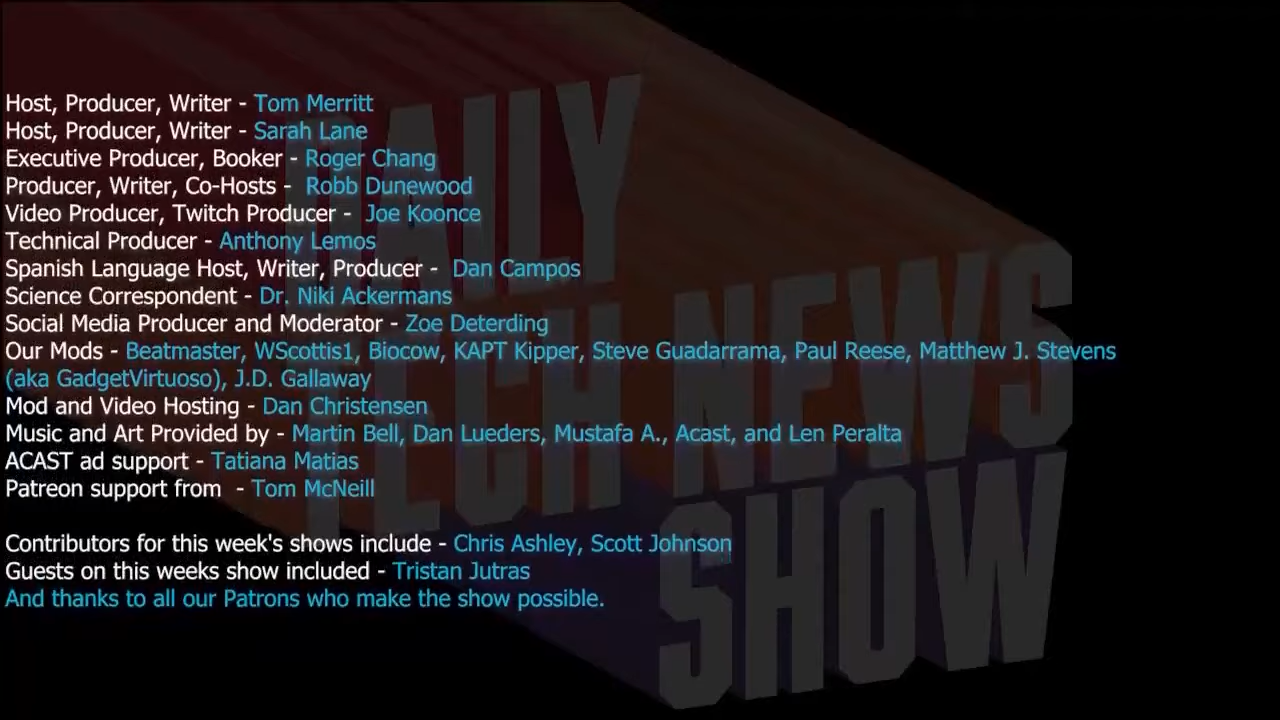 Host, Producer, Writer - Tom Merritt
Host, Producer, Writer - Sarah Lane
Executive Producer, Booker - Roger Chang
Producer, Writer, Co-Hosts -  Robb Dunewood
Video Producer, Twitch Producer -  Joe Koonce
Technical Producer - Anthony Lemos
Spanish Language Host, Writer, Producer -  Dan Campos
Science Correspondent - Dr. Niki Ackermans
Social Media Producer and Moderator - Zoe Deterding
Our Mods - Beatmaster, WScottis1, Biocow, KAPT Kipper, Steve Guadarrama, Paul Reese, Matthew J. Stevens
(aka GadgetVirtuoso), J.D. Gallaway
Mod and Video Hosting - Dan Christensen
Music and Art Provided by - Martin Bell, Dan Lueders, Mustafa A., Acast, and Len Peralta
ACAST ad support - Tatiana Matias
Patreon support from  - Tom McNeill
Contributors for this week's shows include - Chris Ashley, Scott Johnson
Guests on this weeks show included - Tristan Jutras
And thanks to all our Patrons who make the show possible.
DAILY
TECH NEWS
SHOW